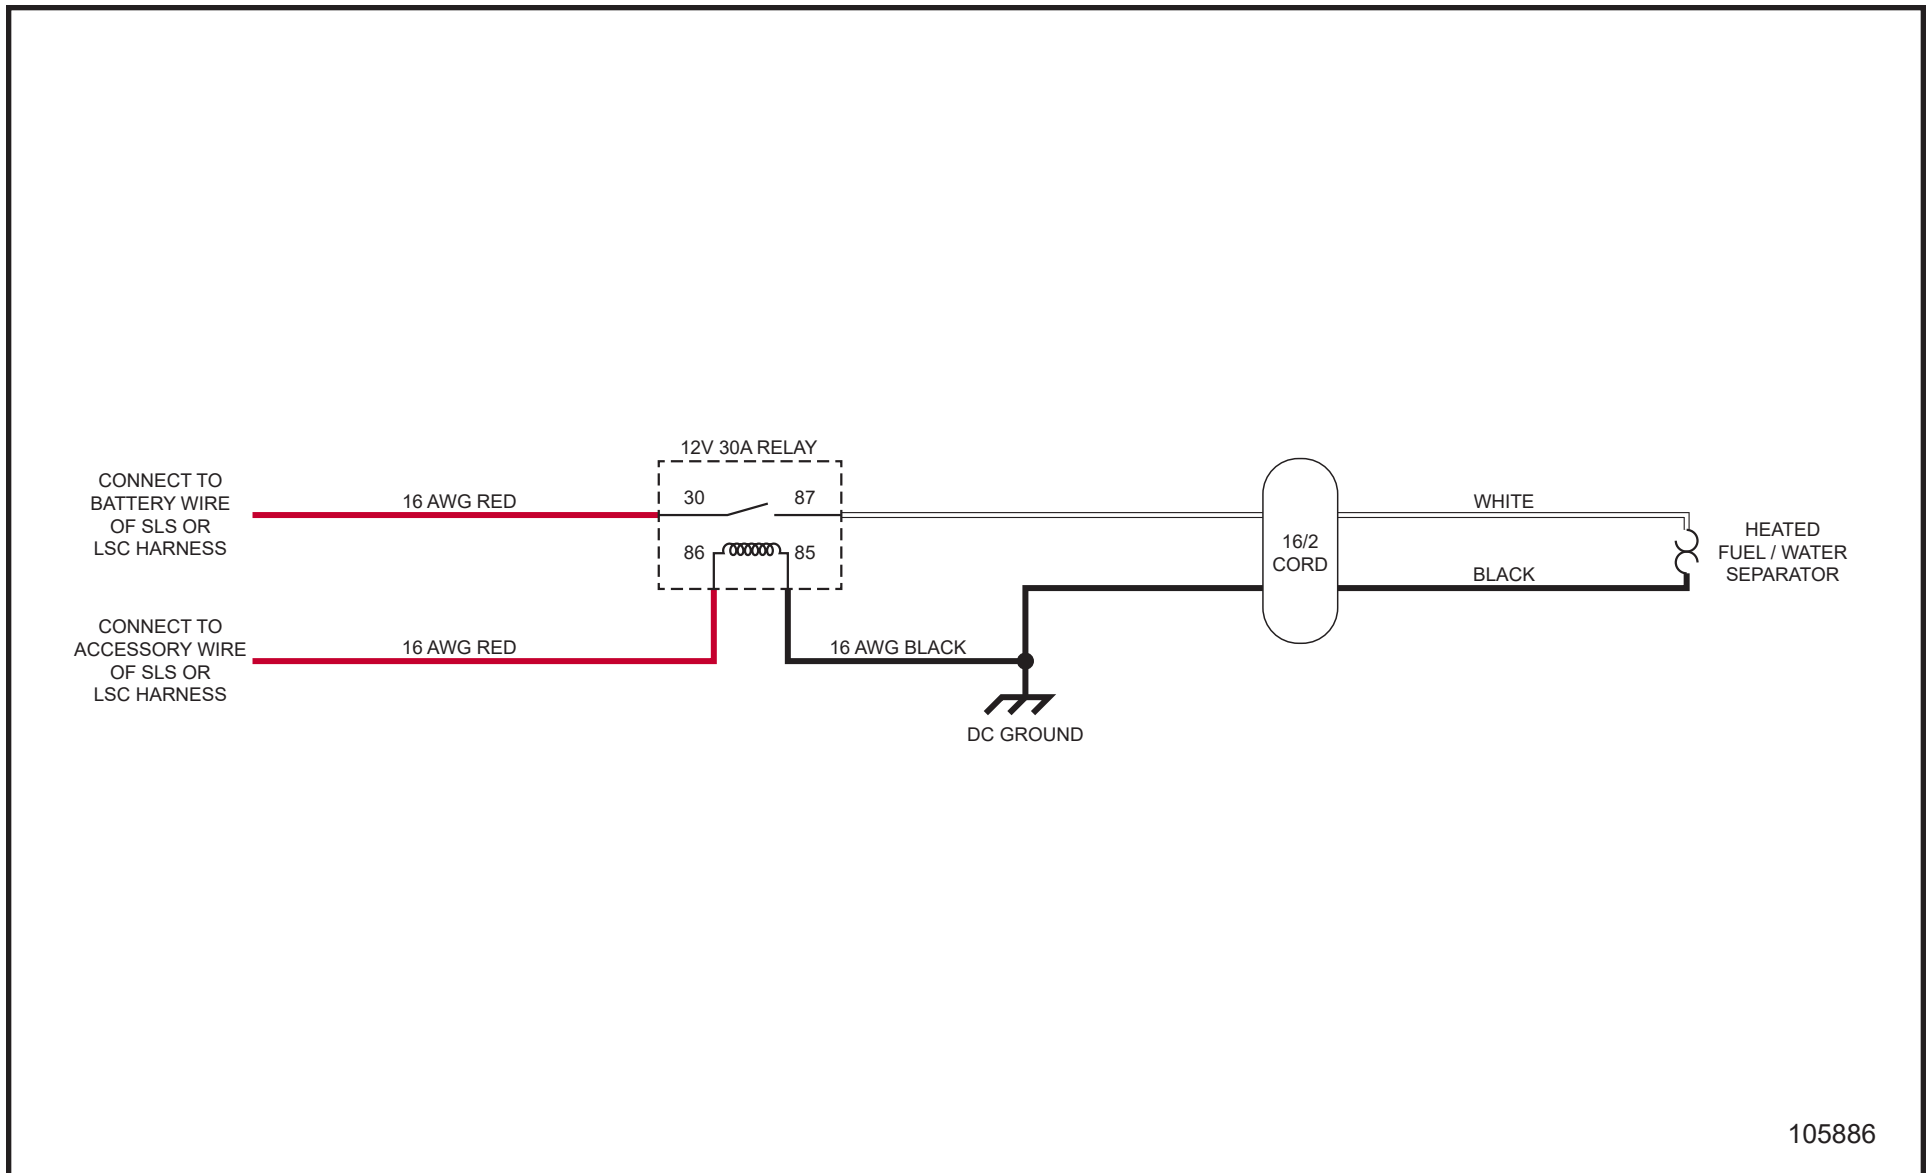 12V 30A RELAY
CONNECT TO
BATTERY WIRE
OF SLS OR
LSC HARNESS
16 AWG RED
30
87
86
85
WHITE
16/2
CORD
BLACK
HEATED
FUEL / WATER
SEPARATOR
CONNECT TO
ACCESSORY WIRE
OF SLS OR
LSC HARNESS
16 AWG RED
16 AWG BLACK
DC GROUND
105886